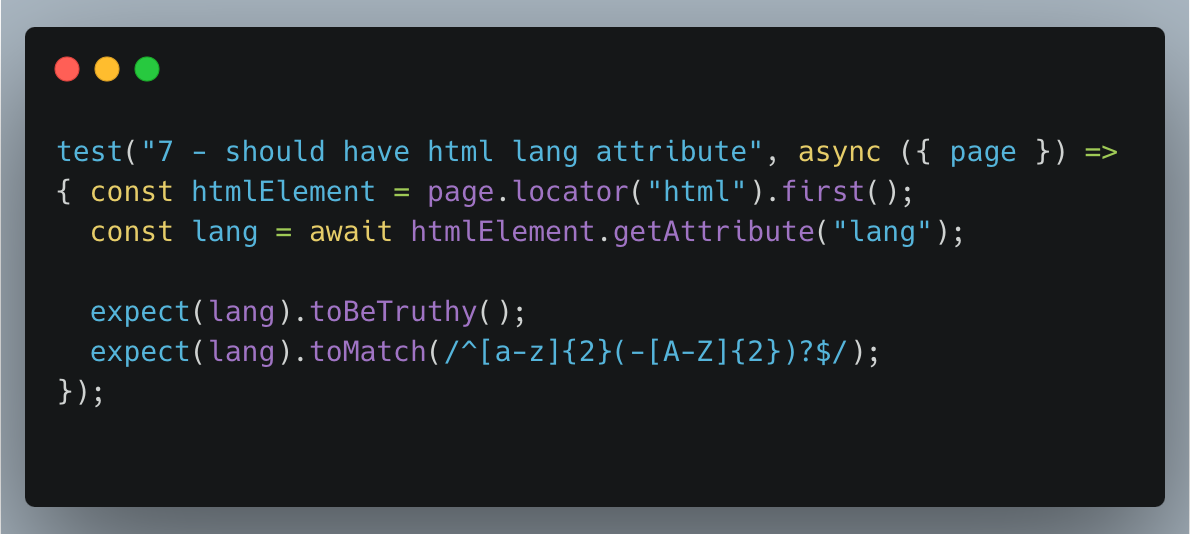 test("7 - should have html lang attribute", async ({ page }) =>
{ const htmlElement = page.locator("html").first();
  const lang = await htmlElement.getAttribute("lang");

  expect(lang).toBeTruthy();
  expect(lang).toMatch(/^[a-z]{2}(-[A-Z]{2})?$/);
});